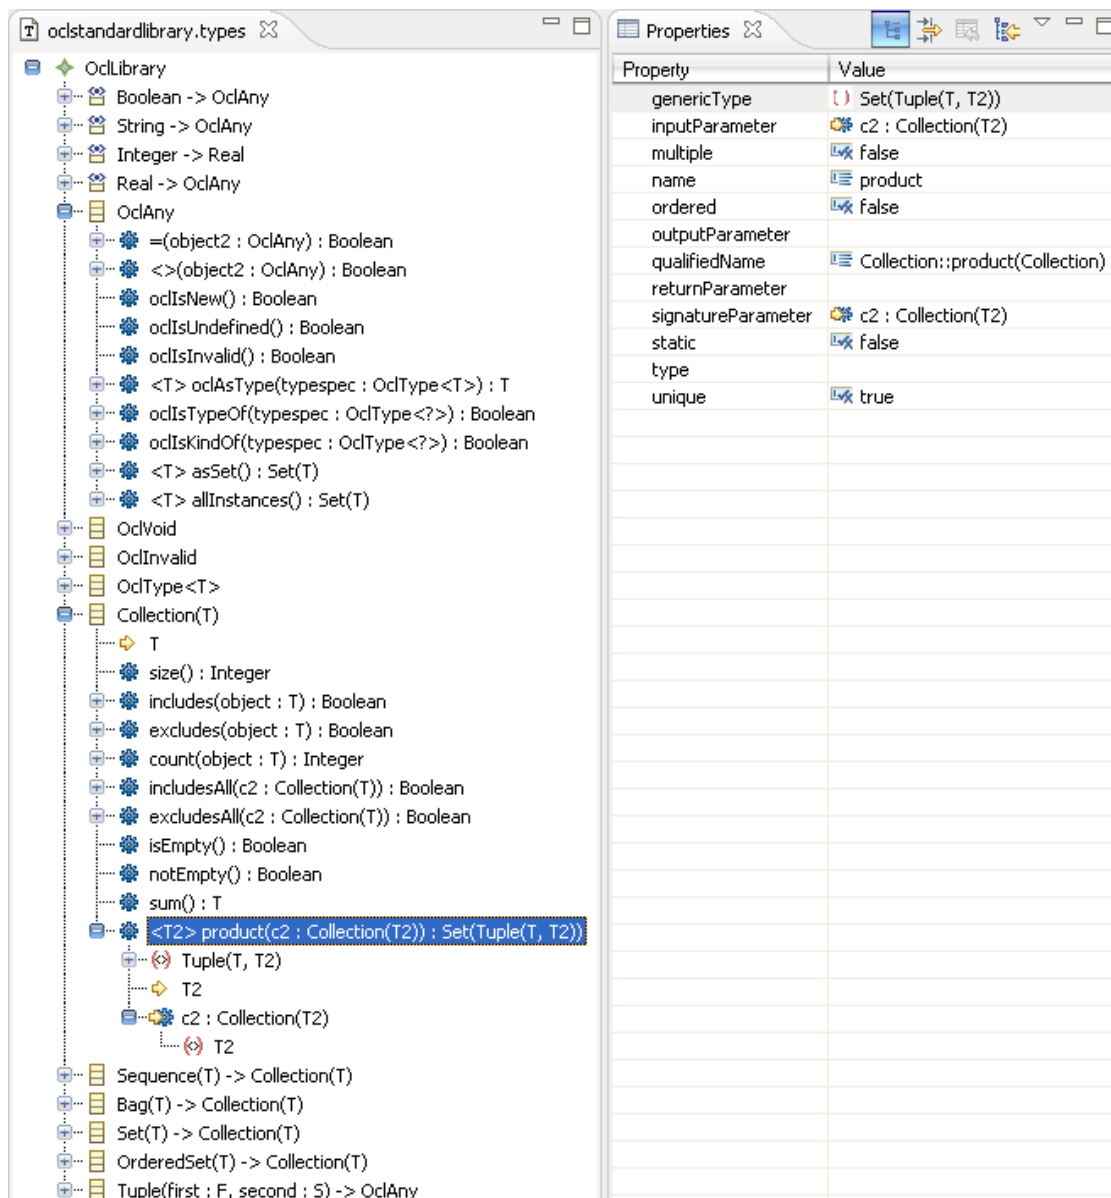 oclstandardlibrary.types
OclLibrary
Boolean -> OclAny
String -> OclAny
Integer -> Real
Real -> OclAny
OclAny
=(object2 : OclAny) : Boolean
<>(object2 : OclAny) : Boolean
oclIsNew() : Boolean
oclIsUndefined() : Boolean
oclIsInvalid() : Boolean
<T> oclAsType(typespec : OclType<T>) : T
oclIsTypeOf(typespec : OclType<?>) : Boolean
oclIsKindOf(typespec : OclType<?>) : Boolean
<T> asSet() : Set(T)
<T> allInstances() : Set(T)
OclVoid
OclInvalid
OclType<T>
Collection(T)
T
size() : Integer
includes(object : T) : Boolean
excludes(object : T) : Boolean
count(object : T) : Integer
includesAll(c2 : Collection(T)) : Boolean
excludesAll(c2 : Collection(T)) : Boolean
isEmpty() : Boolean
notEmpty() : Boolean
sum() : T
<T2> product(c2 : Collection(T2)) : Set(Tuple(T, T2))
Tuple(T, T2)
T2
c2 : Collection(T2)
T2
Sequence(T) -> Collection(T)
Bag(T) -> Collection(T)
Set(T) -> Collection(T)
OrderedSet(T) -> Collection(T)
Tuple(first : F, second : S) -> OclAny
Properties
Property Value
genericType Set(Tuple(T, T2))
inputParameter c2 : Collection(T2)
multiple false
name product
ordered false
outputParameter
qualifiedName Collection::product(Collection)
returnParameter
signatureParameter c2 : Collection(T2)
static false
type
unique true